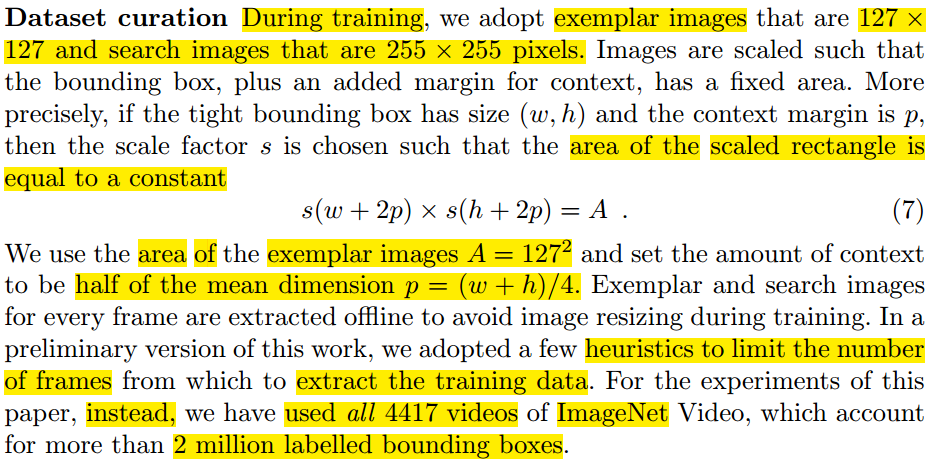 Dataset curation During training, we adopt exemplar images that are 127 ×
127 and search images that are 255 × 255 pixels. Images are scaled such that
the bounding box, plus an added margin for context, has a fixed area. More
precisely, if the tight bounding box has size (w, h) and the context margin is p,
then the scale factor s is chosen such that the area of the scaled rectangle is
equal to a constant
s(w + 2p) × s(h + 2p) = A . (7)
We use the area of the exemplar images A = 127² and set the amount of context
to be half of the mean dimension p = (w + h)/4. Exemplar and search images
for every frame are extracted offline to avoid image resizing during training. In a
preliminary version of this work, we adopted a few heuristics to limit the number
of frames from which to extract the training data. For the experiments of this
paper, instead, we have used all 4417 videos of ImageNet Video, which account
for more than 2 million labelled bounding boxes.